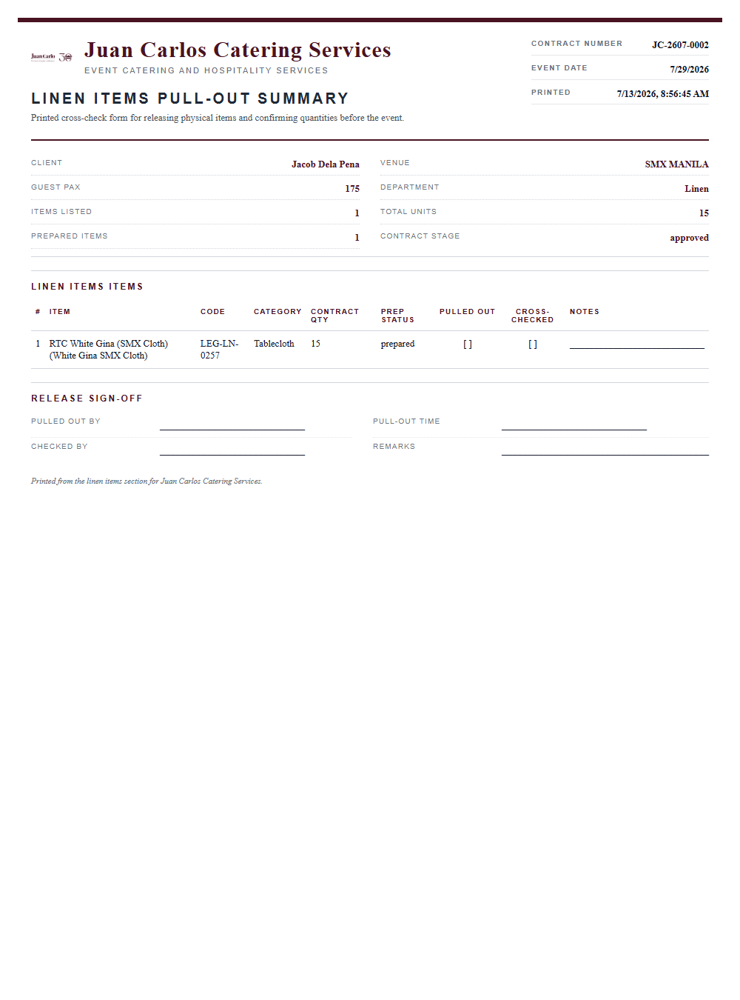 Juan Carlo 30
Juan Carlos Catering Services
EVENT CATERING AND HOSPITALITY SERVICES
LINEN ITEMS PULL-OUT SUMMARY
Printed cross-check form for releasing physical items and confirming quantities before the event.
CONTRACT NUMBER JC-2607-0002
EVENT DATE 7/29/2026
PRINTED 7/13/2026, 8:56:45 AM
CLIENT Jacob Dela Pena
VENUE SMX MANILA
GUEST PAX 175
DEPARTMENT Linen
ITEMS LISTED 1
TOTAL UNITS 15
PREPARED ITEMS 1
CONTRACT STAGE approved
LINEN ITEMS ITEMS
# ITEM CODE CATEGORY CONTRACT QTY PREP STATUS PULLED OUT CROSS-CHECKED NOTES
1 RTC White Gina (SMX Cloth) LEG-LN- Tablecloth 15 prepared [ ] [ ]
(White Gina SMX Cloth) 0257
RELEASE SIGN-OFF
PULLED OUT BY
PULL-OUT TIME
CHECKED BY
REMARKS
Printed from the linen items section for Juan Carlos Catering Services.